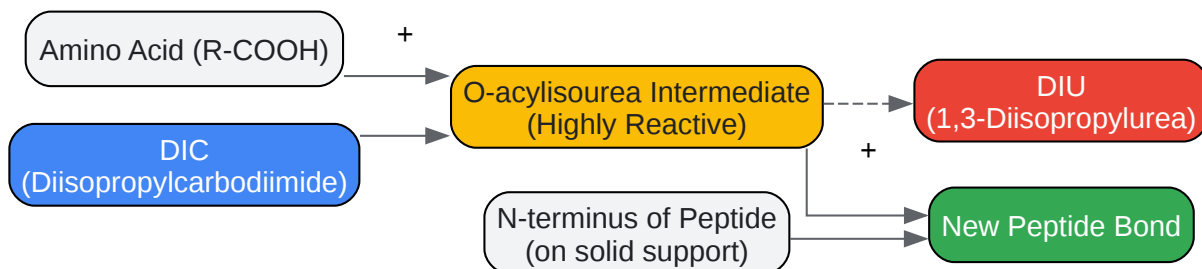 Amino Acid (R-COOH)
+
DIC
(Diisopropylcarbodiimide)
O-acylisourea Intermediate
(Highly Reactive)
DIU
(1,3-Diisopropylurea)
+
N-terminus of Peptide
(on solid support)
New Peptide Bond